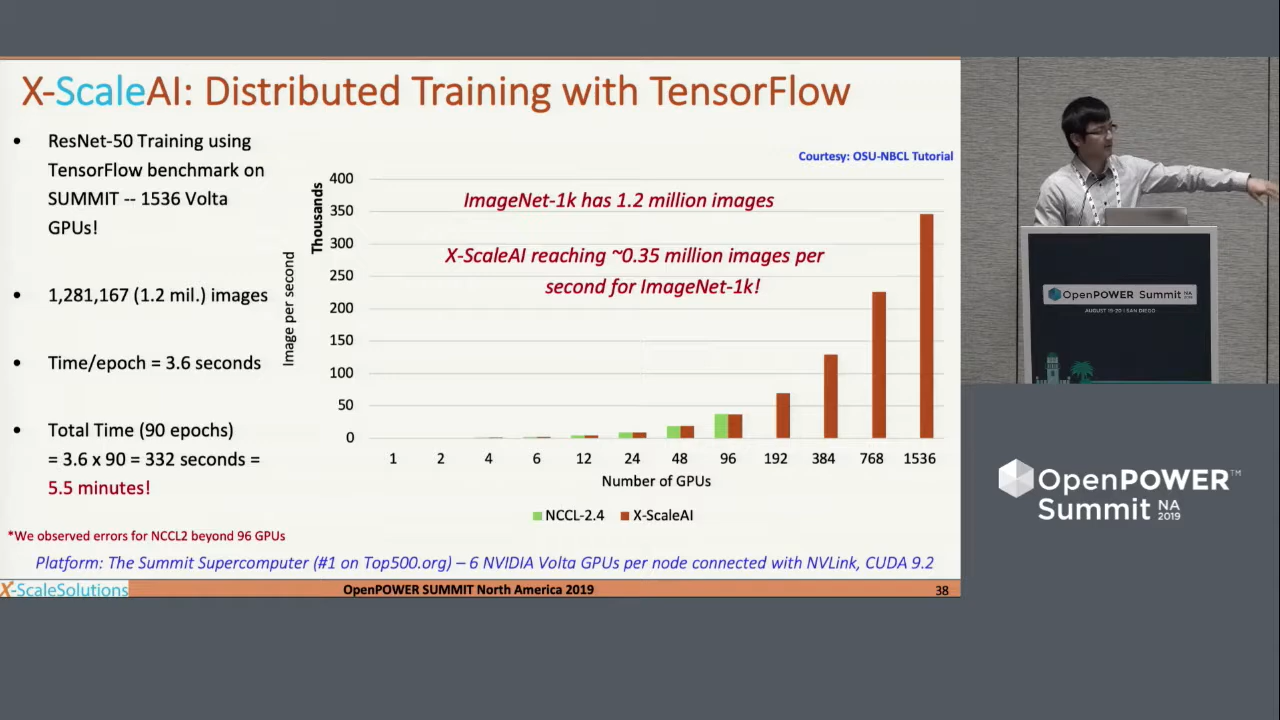 X-ScaleAI: Distributed Training with TensorFlow
• ResNet-50 Training using
TensorFlow benchmark on
SUMMIT -- 1536 Volta
GPUs!
• 1,281,167 (1.2 mil.) images
• Time/epoch = 3.6 seconds
• Total Time (90 epochs)
= 3.6 x 90 = 332 seconds =
5.5 minutes!
*We observed errors for NCCL2 beyond 96 GPUs
Courtesy: OSU-NBCL Tutorial
Image per second
Thousands
400
350
300
250
200
150
100
50
0
ImageNet-1k has 1.2 million images
X-ScaleAI reaching ~0.35 million images per
second for ImageNet-1k!
1 2 4 6 12 24 48 96 192 384 768 1536
Number of GPUs
NCCL-2.4 X-ScaleAI
Platform: The Summit Supercomputer (#1 on Top500.org) – 6 NVIDIA Volta GPUs per node connected with NVLink, CUDA 9.2
X-ScaleSolutions
OpenPOWER SUMMIT North America 2019
38
OpenPOWER Summit NA 2019
AUGUST 19-20 | SAN DIEGO
OpenPOWER™
Summit NA 2019